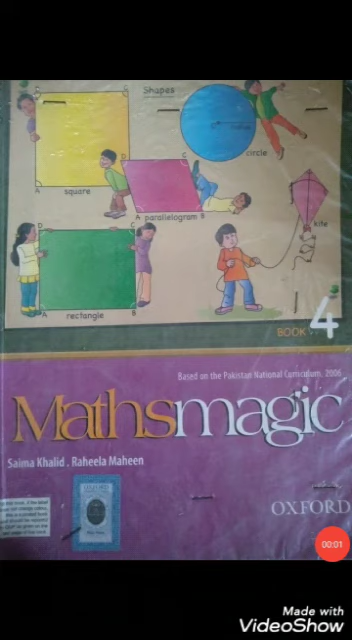 Shapes
D C
A
square
radius
circle
D C
A parallelogram B
kite
D C
A B
rectangle
BOOK 4
Based on the Pakistan National Curriculum, 2006
Mathsmagic
Saima Khalid . Raheela Maheen
OXFORD
00:01
Made with
VideoShow